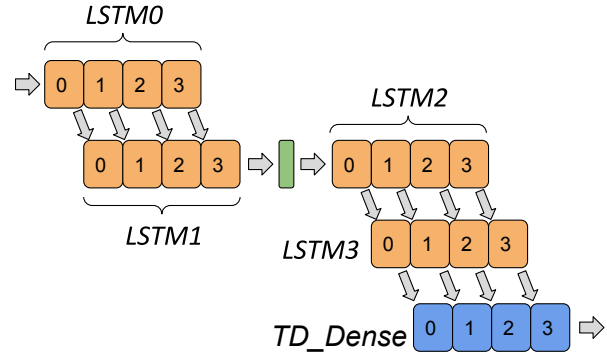 LSTM0
0 1 2 3
0 1 2 3
LSTM1
LSTM2
0 1 2 3
LSTM3 0 1 2 3
TD_Dense 0 1 2 3